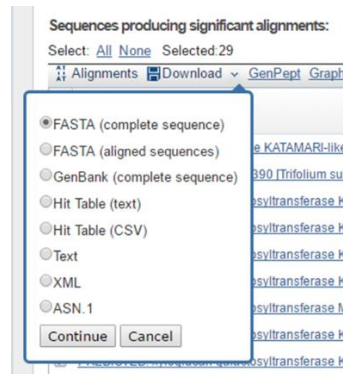 Sequences producing significant alignments:
Select: All None Selected:29
Alignments Download GenPept Graph
FASTA (complete sequence)
FASTA (aligned sequences)
e KATAMARI-like
GenBank (complete sequence)
390 [Trifolium su
Hit Table (text)
osyltransferase K
Hit Table (CSV)
osyltransferase K
Text
osyltransferase K
XML
osyltransferase K
ASN.1
osyltransferase M
Continue Cancel
osyltransferase K
osyltransferase K